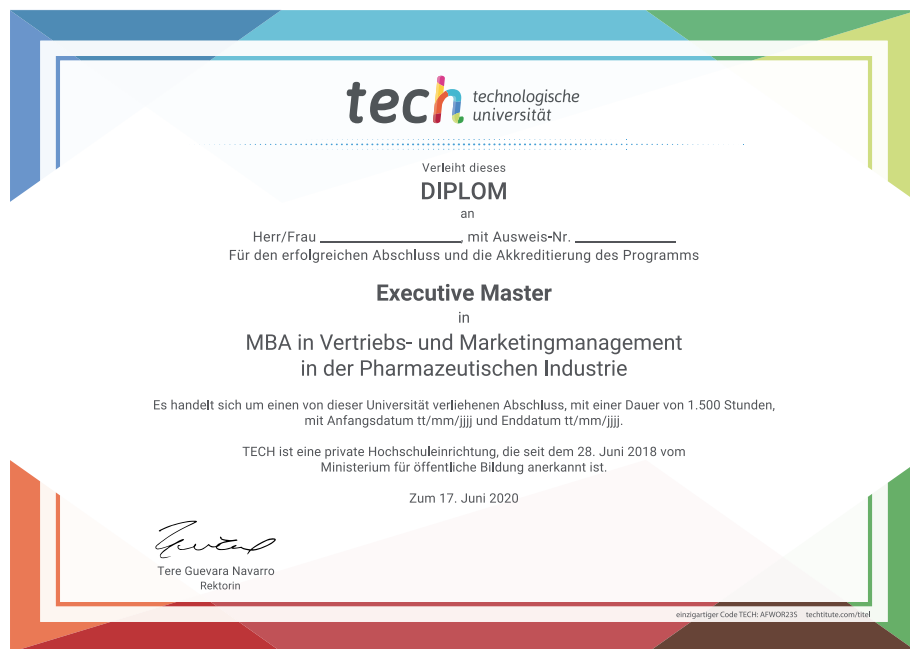 tech technologische
universität
Verleiht dieses
DIPLOM
an
Herr/Frau ____________________, mit Ausweis-Nr. ______________
Für den erfolgreichen Abschluss und die Akkreditierung des Programms
Executive Master
in
MBA in Vertriebs- und Marketingmanagement
in der Pharmazeutischen Industrie
Es handelt sich um einen von dieser Universität verliehenen Abschluss, mit einer Dauer von 1.500 Stunden,
mit Anfangsdatum tt/mm/jjjj und Enddatum tt/mm/jjjj.
TECH ist eine private Hochschuleinrichtung, die seit dem 28. Juni 2018 vom
Ministerium für öffentliche Bildung anerkannt ist.
Zum 17. Juni 2020
Tere Guevara Navarro
Rektorin
einzigartiger Code TECH: AFWOR23S techtitute.com/titel